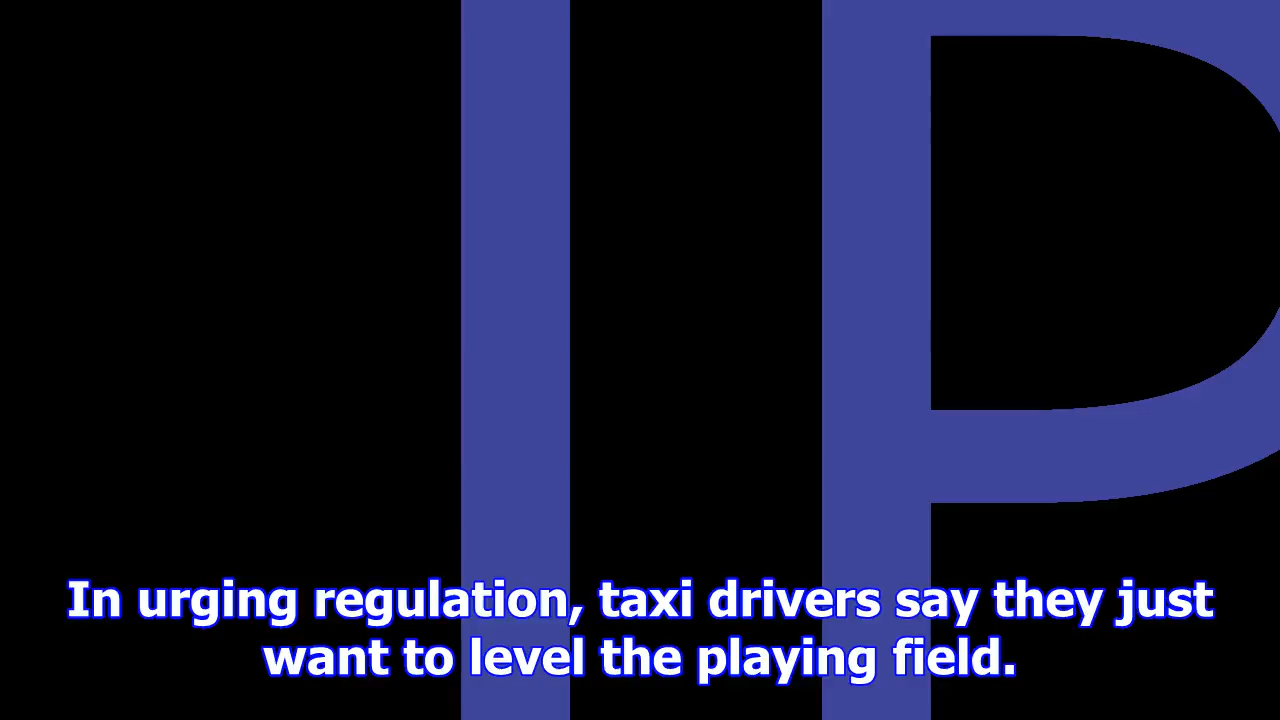 IP
In urging regulation, taxi drivers say they just
want to level the playing field.